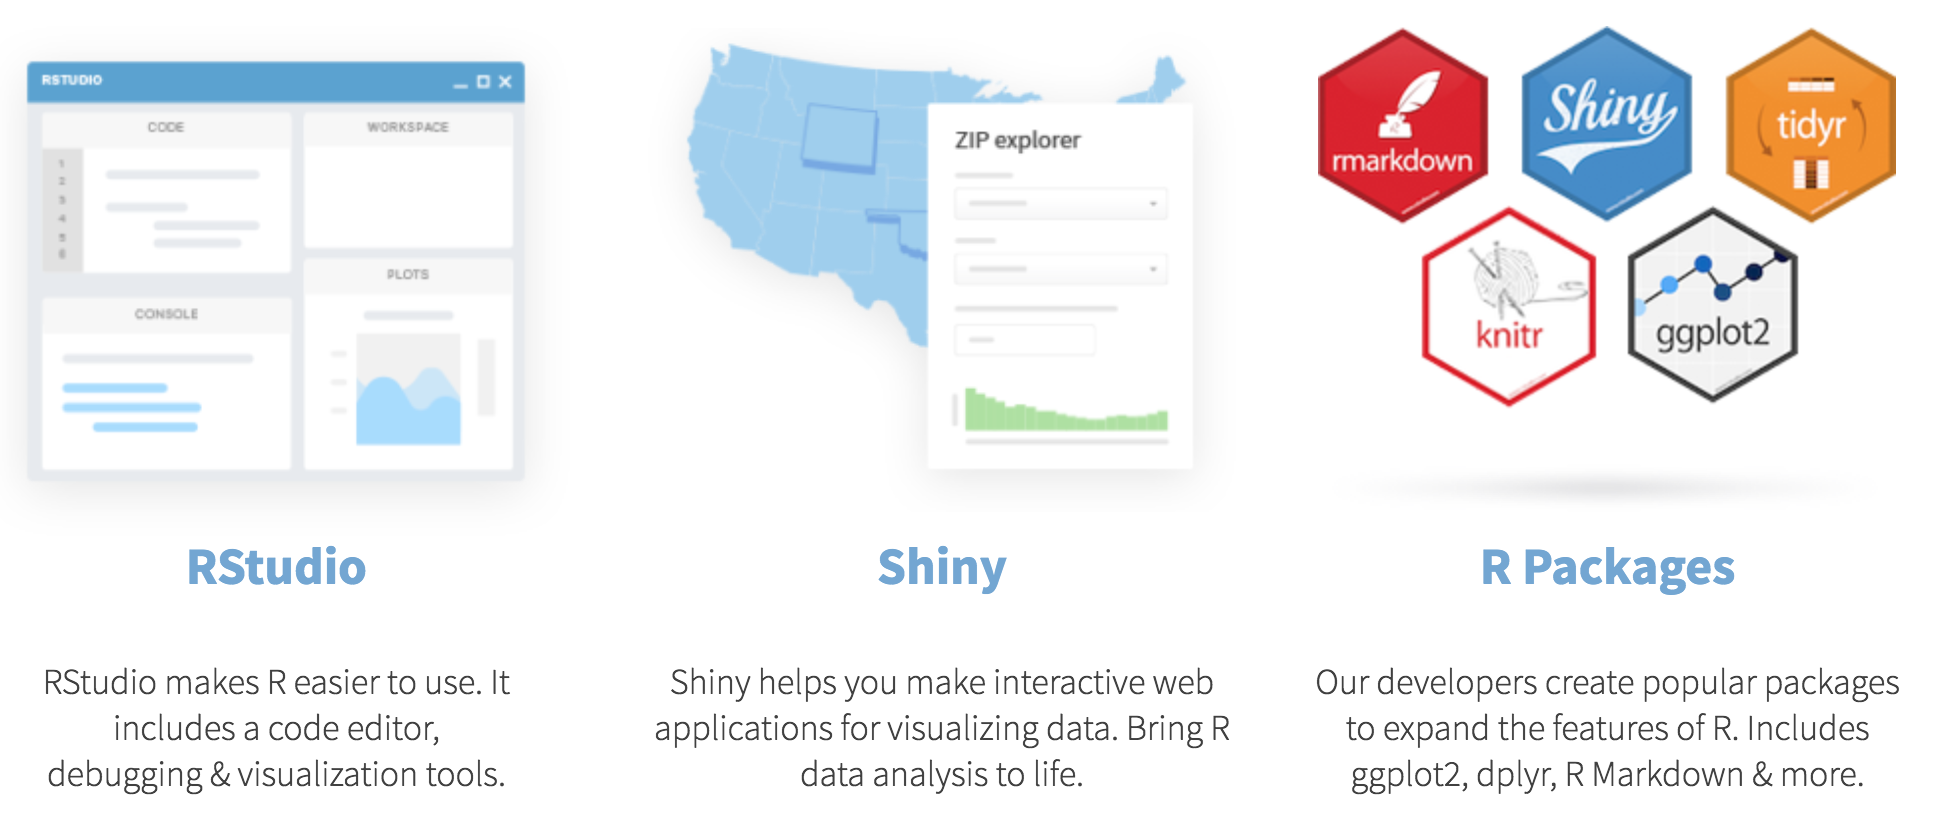 RSTUDIO
CODE
1
2
3
4
5
6
WORKSPACE
CONSOLE
PLOTS
ZIP explorer
rmarkdown
Shiny
tidyr
knitr
ggplot2
RStudio
RStudio makes R easier to use. It
includes a code editor,
debugging & visualization tools.
Shiny
Shiny helps you make interactive web
applications for visualizing data. Bring R
data analysis to life.
R Packages
Our developers create popular packages
to expand the features of R. Includes
ggplot2, dplyr, R Markdown & more.